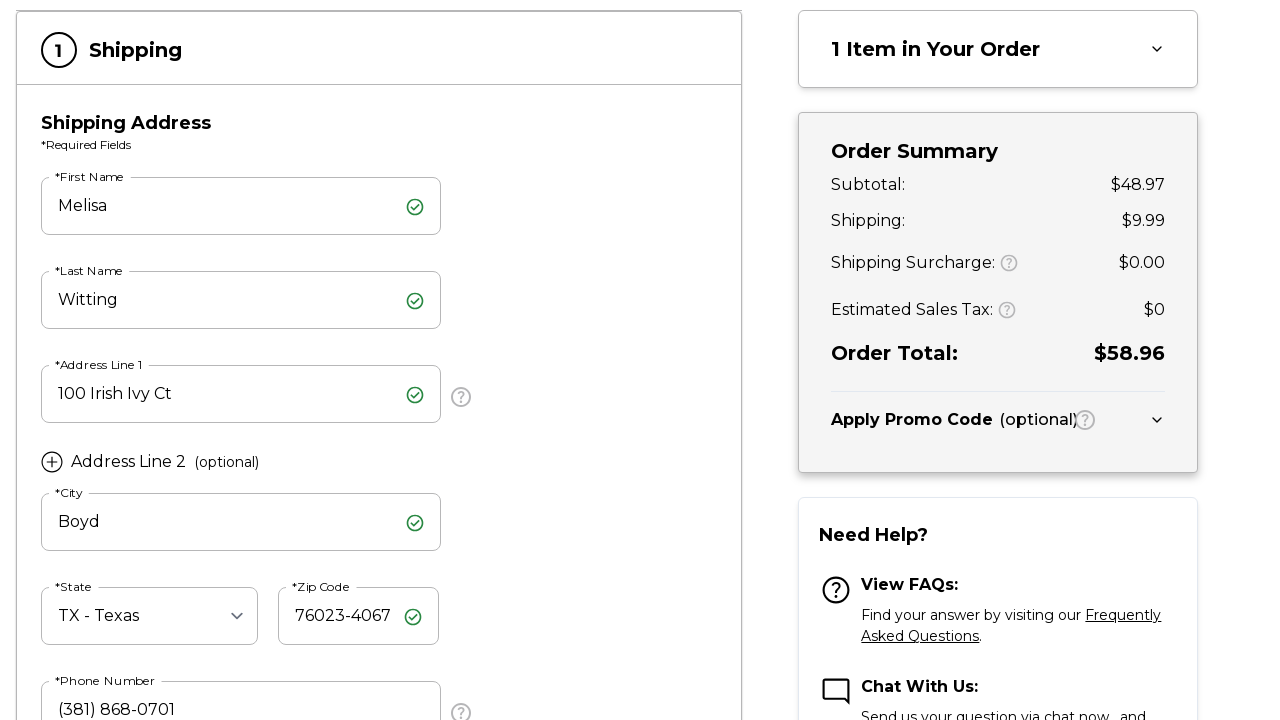 1
Shipping
Shipping Address
*Required Fields
*First Name
Melisa
*Last Name
Witting
*Address Line 1
100 Irish Ivy Ct
Address Line 2 (optional)
*City
Boyd
*State
TX - Texas
*Zip Code
76023-4067
*Phone Number
(381) 868-0701
1 Item in Your Order
Order Summary
Subtotal: $48.97
Shipping: $9.99
Shipping Surcharge: $0.00
Estimated Sales Tax: $0
Order Total: $58.96
Apply Promo Code (optional)
Need Help?
View FAQs:
Find your answer by visiting our Frequently
Asked Questions.
Chat With Us:
Send us your question via chat now, and